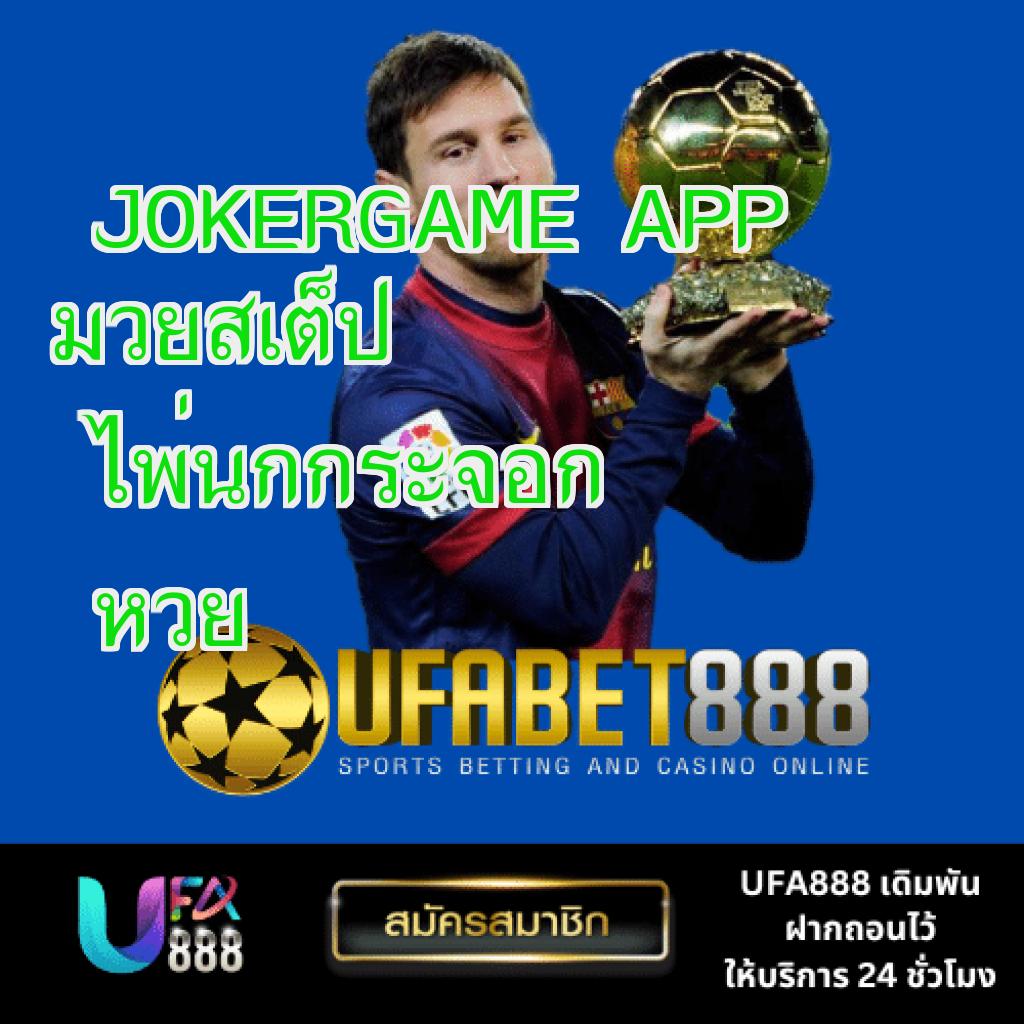 JOKERGAME APP
มวยสเต็ป
ไพ่นกกระจอก
หวย
UFABET888
SPORTS BETTING AND CASINO ONLINE
UFA
888
สมัครสมาชิก
UFA888 เดิมพัน
ฝากถอนไว้
ให้บริการ 24 ชั่วโมง